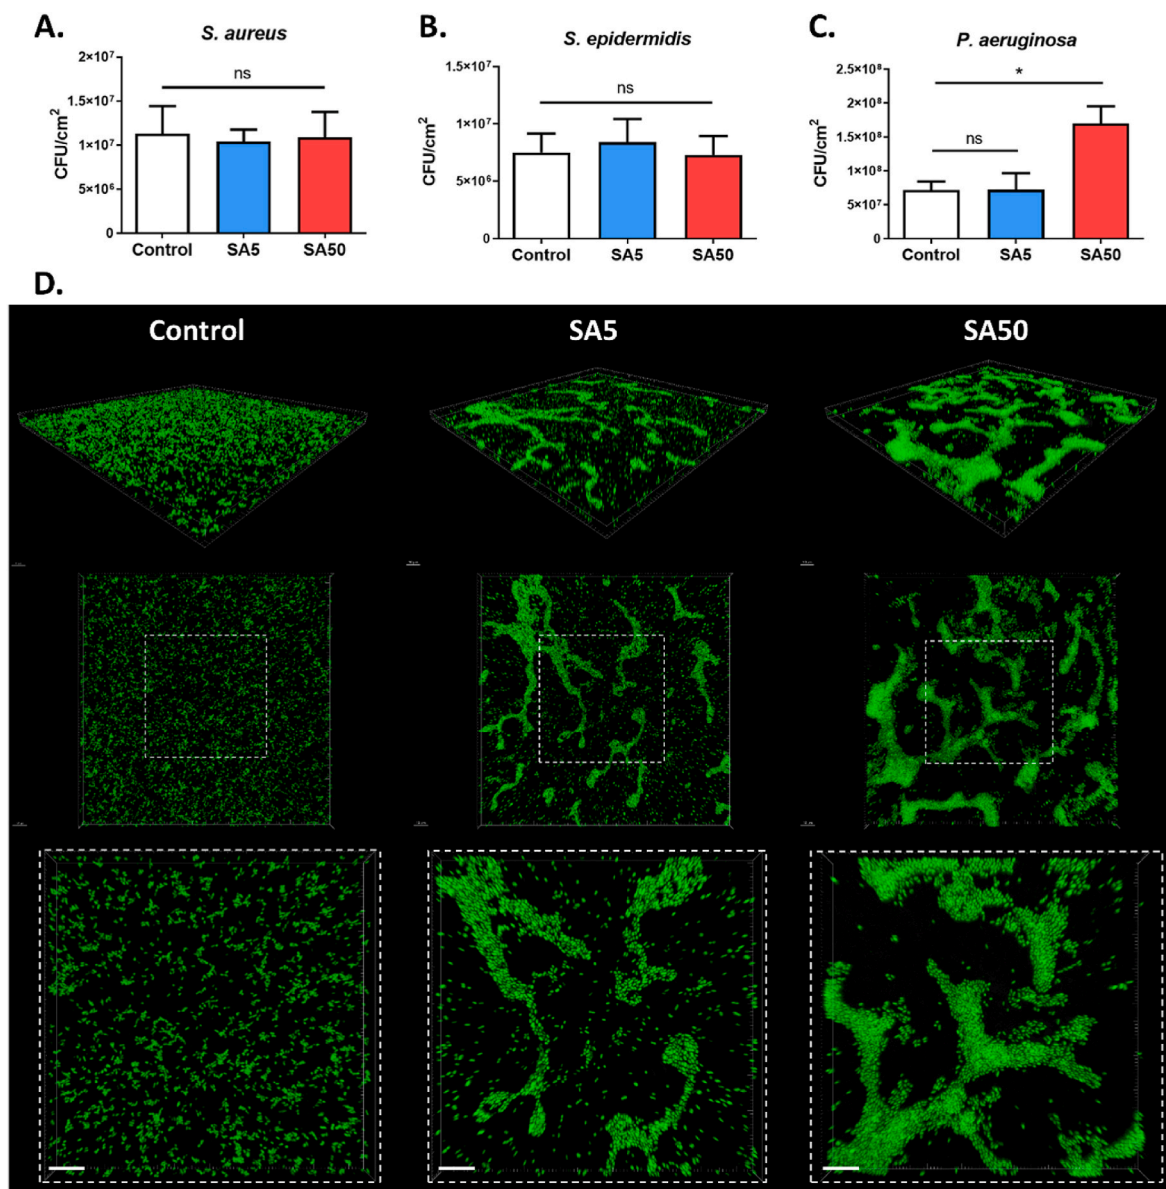 A.
S. aureus
CFU/cm²
2×10⁷
1.5×10⁷
1×10⁷
5×10⁶
0
ns
Control SA5 SA50
B.
S. epidermidis
CFU/cm²
1.5×10⁷
1×10⁷
5×10⁶
0
ns
Control SA5 SA50
C.
P. aeruginosa
CFU/cm²
2.5×10⁸
2×10⁸
1.5×10⁸
1×10⁸
5×10⁷
0
*
ns
Control SA5 SA50
D.
Control SA5 SA50